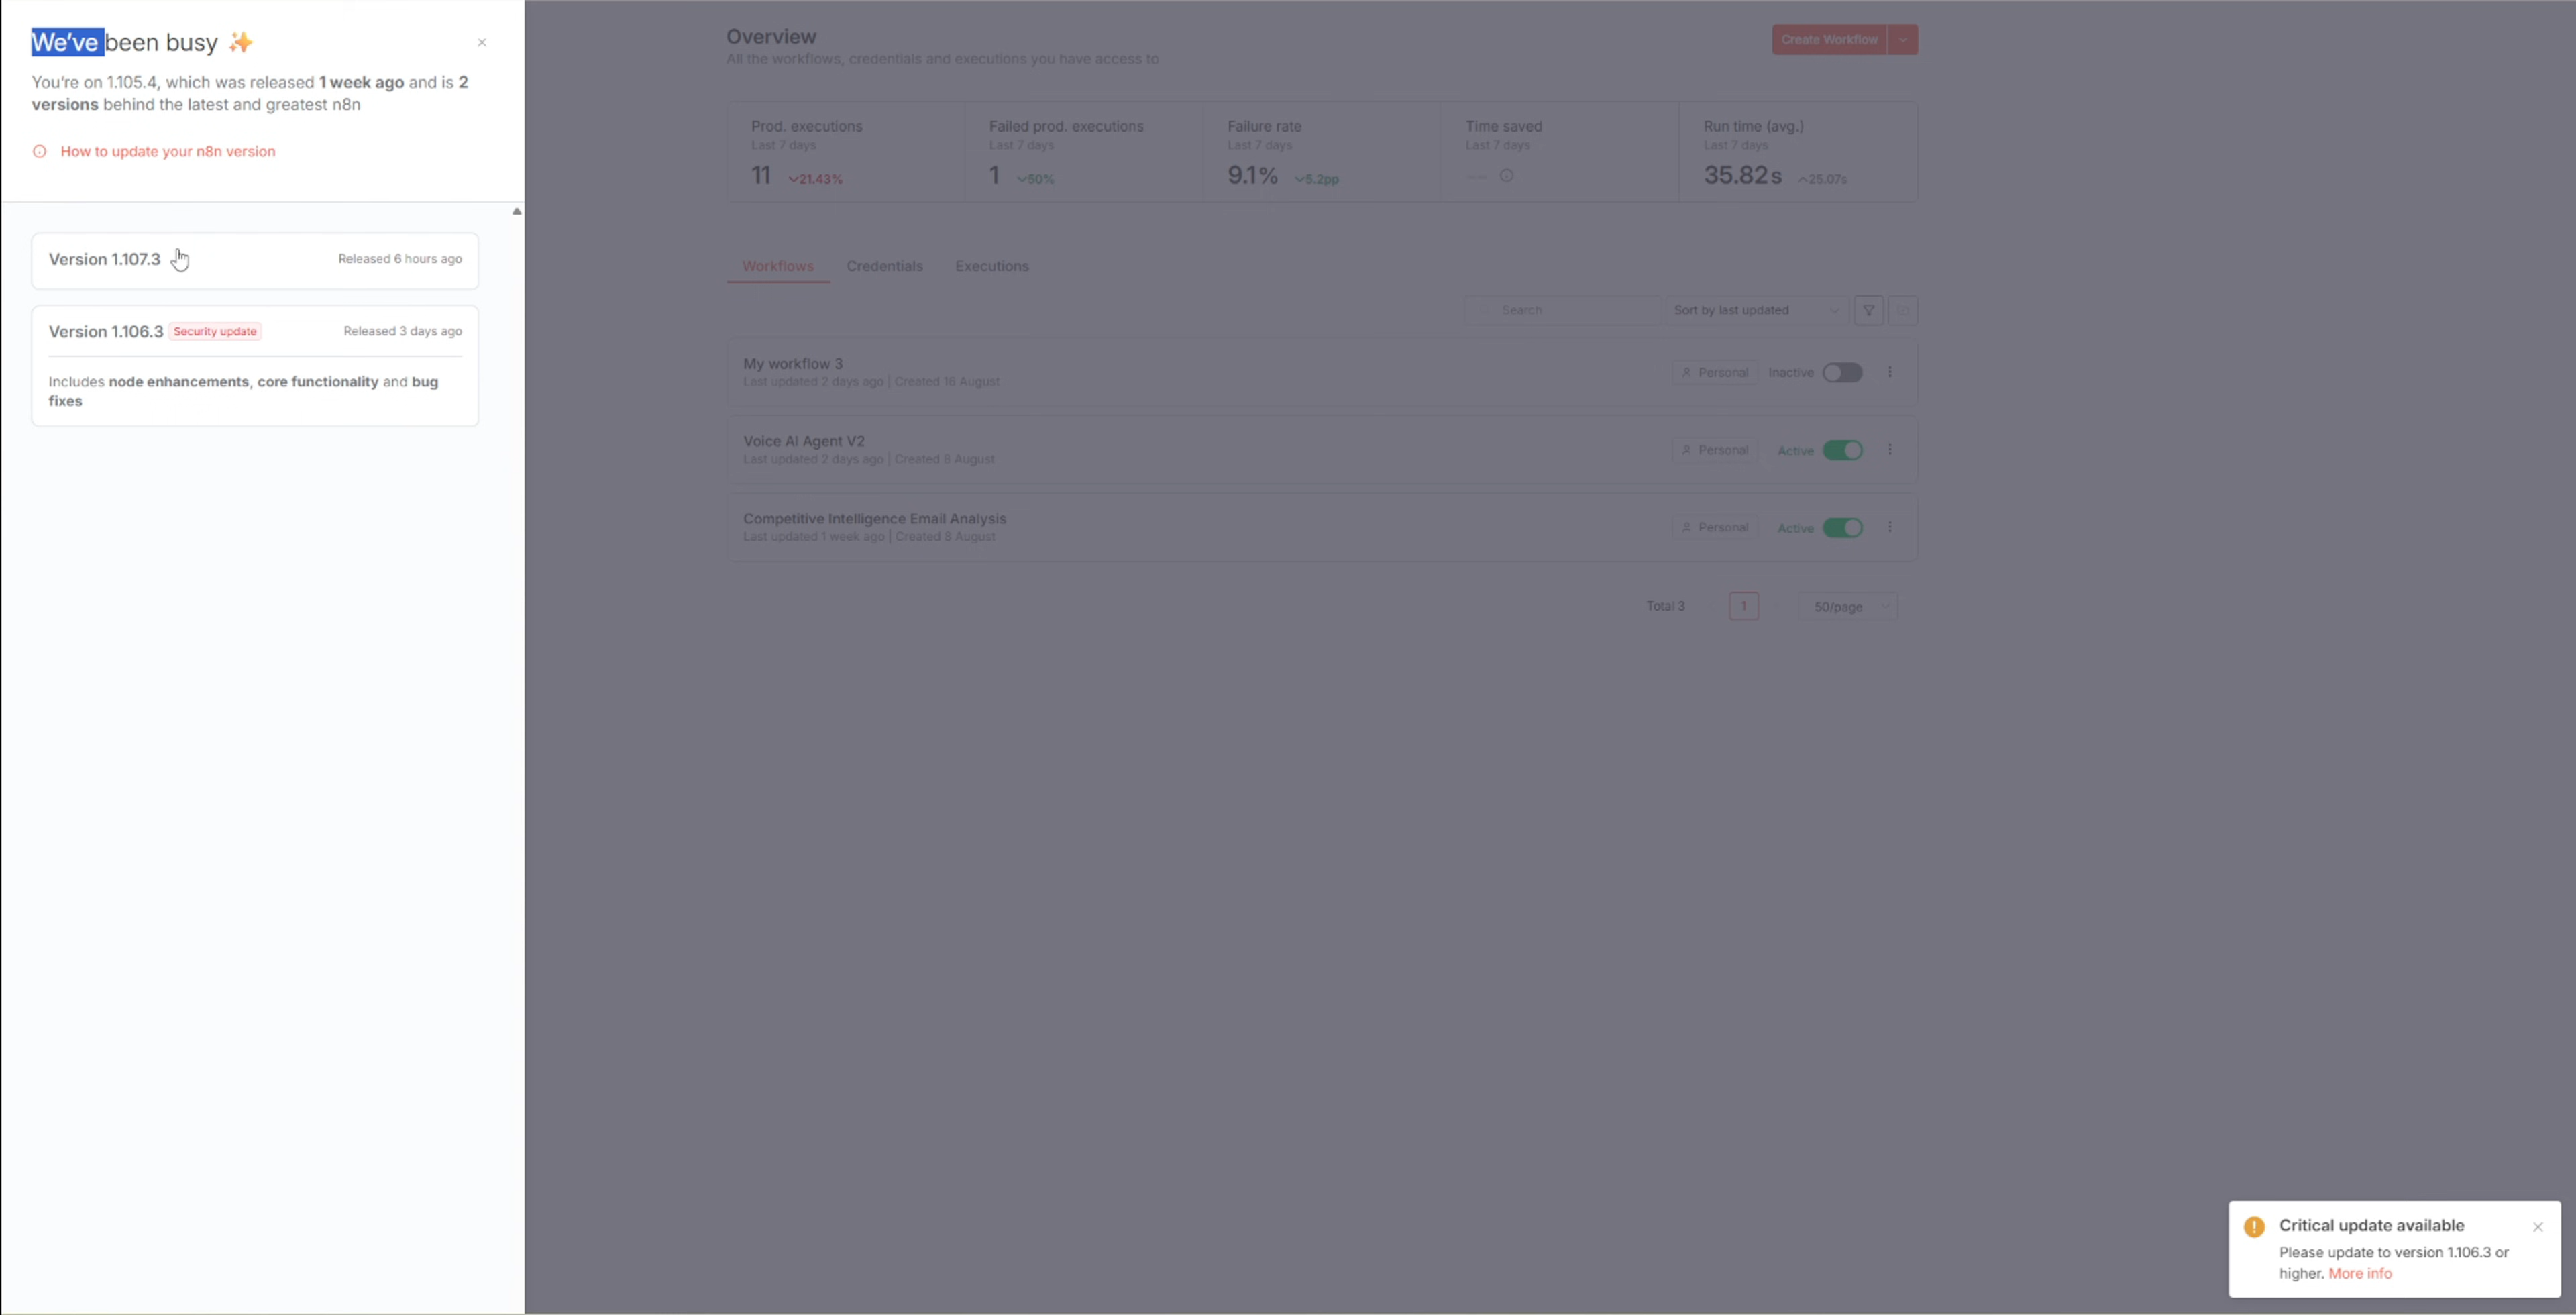 We've been busy ✨
You're on 1.105.4, which was released 1 week ago and is 2
versions behind the latest and greatest n8n
How to update your n8n version
Version 1.107.3
Released 6 hours ago
Version 1.106.3 Security update
Released 3 days ago
Includes node enhancements, core functionality and bug
fixes
Overview
All the workflows, credentials and executions you have access to
Create Workflow
Prod. executions
Last 7 days
11 21.43%
Failed prod. executions
Last 7 days
1 50%
Failure rate
Last 7 days
9.1% 5.2pp
Time saved
Last 7 days
Run time (avg.)
Last 7 days
35.82s 25.07s
Workflows Credentials Executions
Search Sort by last updated
My workflow 3
Last updated 2 days ago | Created 16 August
Personal Inactive
Voice AI Agent V2
Last updated 2 days ago | Created 8 August
Personal Active
Competitive Intelligence Email Analysis
Last updated 1 week ago | Created 8 August
Personal Active
Total 3 1 50/page
Critical update available
Please update to version 1.106.3 or
higher. More info